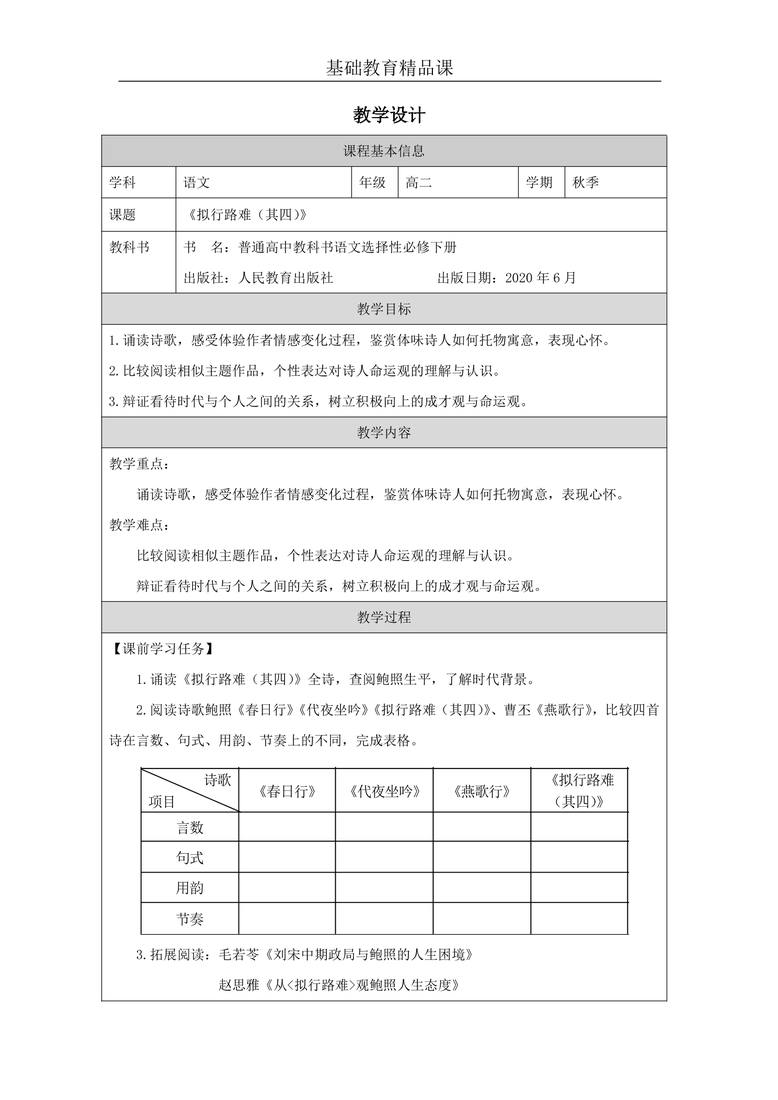 基础教育精品课
教学设计
课程基本信息
学科 语文 年级 高二 学期 秋季
课题 《拟行路难（其四）》
教科书 书 名：普通高中教科书语文选择性必修下册
出版社：人民教育出版社 出版日期：2020 年 6 月
教学目标
1.诵读诗歌，感受体验作者情感变化过程，鉴赏体味诗人如何托物寓意，表现心怀。
2.比较阅读相似主题作品，个性表达对诗人命运观的理解与认识。
3.辩证看待时代与个人之间的关系，树立积极向上的成才观与命运观。
教学内容
教学重点：
诵读诗歌，感受体验作者情感变化过程，鉴赏体味诗人如何托物寓意，表现心怀。
教学难点：
比较阅读相似主题作品，个性表达对诗人命运观的理解与认识。
辩证看待时代与个人之间的关系，树立积极向上的成才观与命运观。
教学过程
【课前学习任务】
1.诵读《拟行路难（其四）》全诗，查阅鲍照生平，了解时代背景。
2.阅读诗歌鲍照《春日行》《代夜坐吟》《拟行路难（其四）》、曹丕《燕歌行》，比较四首
诗在言数、句式、用韵、节奏上的不同，完成表格。
诗歌
项目
《春日行》 《代夜坐吟》 《燕歌行》 《拟行路难
（其四）》
言数
句式
用韵
节奏
3.拓展阅读：毛若苓《刘宋中期政局与鲍照的人生困境》
赵思雅《从<拟行路难>观鲍照人生态度》